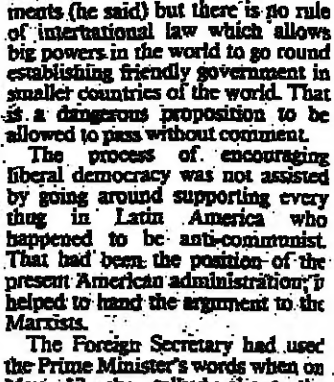 ments (he said) but there is no rule
of international law which allows
big powers in the world to go round
establishing friendly government in
smaller countries of the world. That
is a dangerous proposition to be
allowed to pass without comment.
The process of encouraging
liberal democracy was not assisted
by going around supporting every
thug in Latin America who
happened to be anti-communist.
That had been the position of the
present American administration; it
helped to hand the argument to the
Marxists.
The Foreign Secretary had used
the Prime Minister's words when on